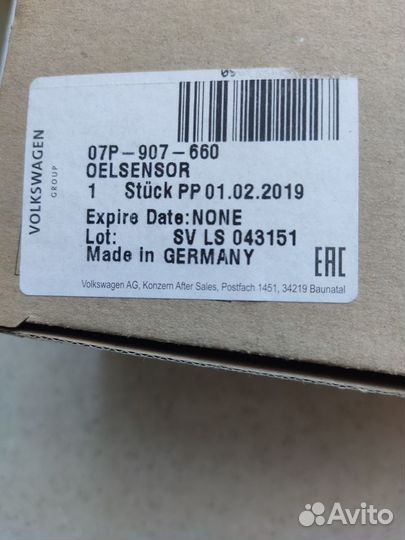 VOLKSWAGEN
GROUP
07P-907-660
OELSENSOR
1 Stück PP 01.02.2019
Expire Date:NONE
Lot: SV LS 043151
Made in GERMANY
EAC
Volkswagen AG, Konzern After Sales, Postfach 1451, 34219 Baunatal
Avito